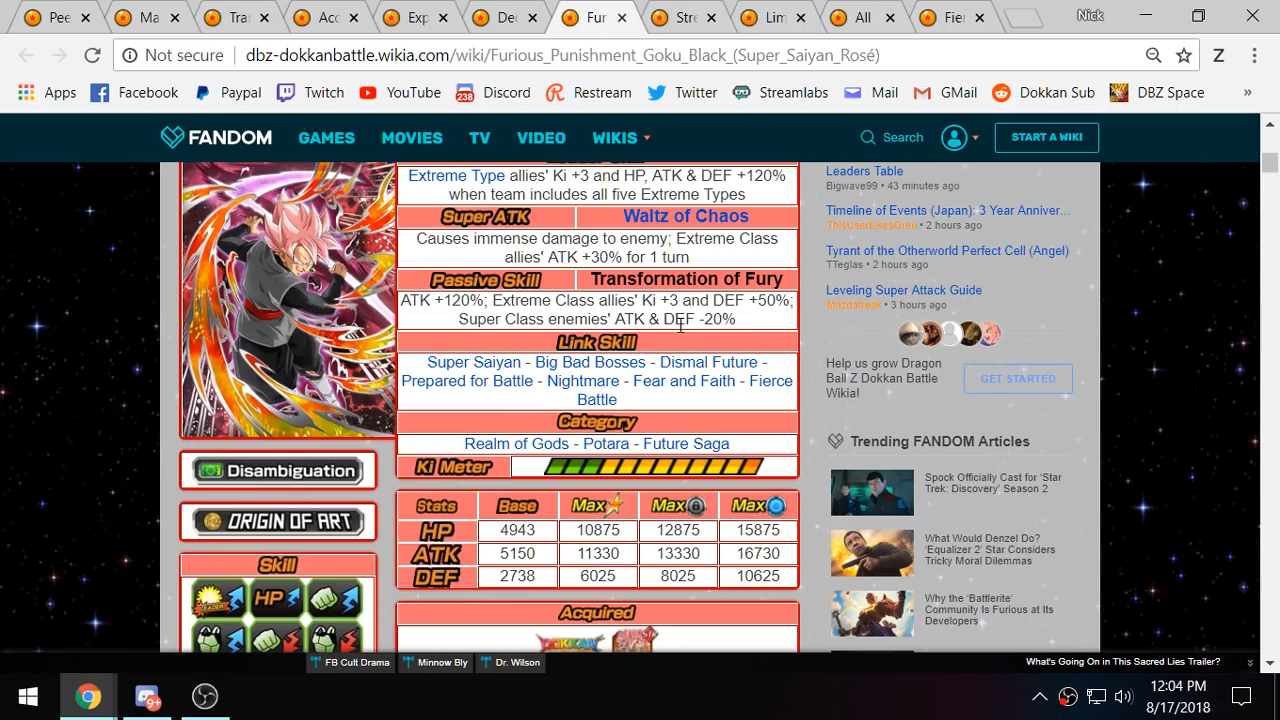 Pee
Ma
Tra
Acc
Exp
Dec
Fur
Stre
Lim
All
Fier
Nick
Not secure
dbz-dokkanbattle.wikia.com/wiki/Furious_Punishment_Goku_Black_(Super_Saiyan_Rosé)
Z
Apps
Facebook
Paypal
Twitch
YouTube
238
Discord
Restream
Twitter
Streamlabs
Mail
GMail
Dokkan Sub
DBZ Space
»
FANDOM
GAMES
MOVIES
TV
VIDEO
WIKIS
Search
START A WIKI
Extreme Type allies' Ki +3 and HP, ATK & DEF +120%
when team includes all five Extreme Types
Super ATK
Waltz of Chaos
Causes immense damage to enemy; Extreme Class
allies' ATK +30% for 1 turn
Passive Skill
Transformation of Fury
ATK +120%; Extreme Class allies' Ki +3 and DEF +50%;
Super Class enemies' ATK & DEF -20%
Link Skill
Super Saiyan - Big Bad Bosses - Dismal Future -
Prepared for Battle - Nightmare - Fear and Faith - Fierce
Battle
Category
Realm of Gods - Potara - Future Saga
Ki Meter
Stats Base Max Max Max
HP 4943 10875 12875 15875
ATK 5150 11330 13330 16730
DEF 2738 6025 8025 10625
Acquired
Disambiguation
ORIGIN OF ART
Skill
LEADER
HP
Leaders Table
Bigwave99 • 43 minutes ago
Timeline of Events (Japan): 3 Year Anniver...
ThisUserLikesOreo • 2 hours ago
Tyrant of the Otherworld Perfect Cell (Angel)
TTeglas • 2 hours ago
Leveling Super Attack Guide
Mazdafreak • 3 hours ago
Help us grow Dragon
Ball Z Dokkan Battle
Wikia!
GET STARTED
Trending FANDOM Articles
Spock Officially Cast for 'Star
Trek: Discovery' Season 2
What Would Denzel Do?
'Equalizer 2' Star Considers
Tricky Moral Dilemmas
Why the 'Battlerite'
Community Is Furious at Its
Developers
FB Cult Drama
Minnow Bly
Dr. Wilson
What's Going On in This Sacred Lies Trailer?
9+
12:04 PM
8/17/2018